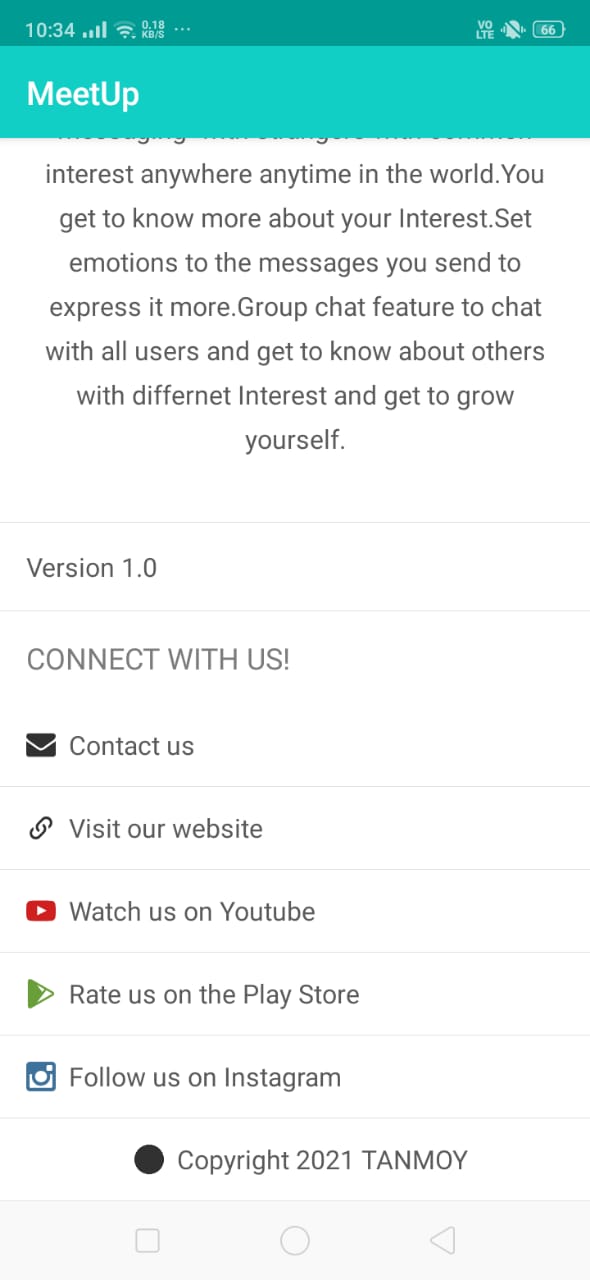 10:34 0.18 KB/S ... VO LTE 66
MeetUp
interest anywhere anytime in the world.You
get to know more about your Interest.Set
emotions to the messages you send to
express it more.Group chat feature to chat
with all users and get to know about others
with differnet Interest and get to grow
yourself.
Version 1.0
CONNECT WITH US!
Contact us
Visit our website
Watch us on Youtube
Rate us on the Play Store
Follow us on Instagram
Copyright 2021 TANMOY